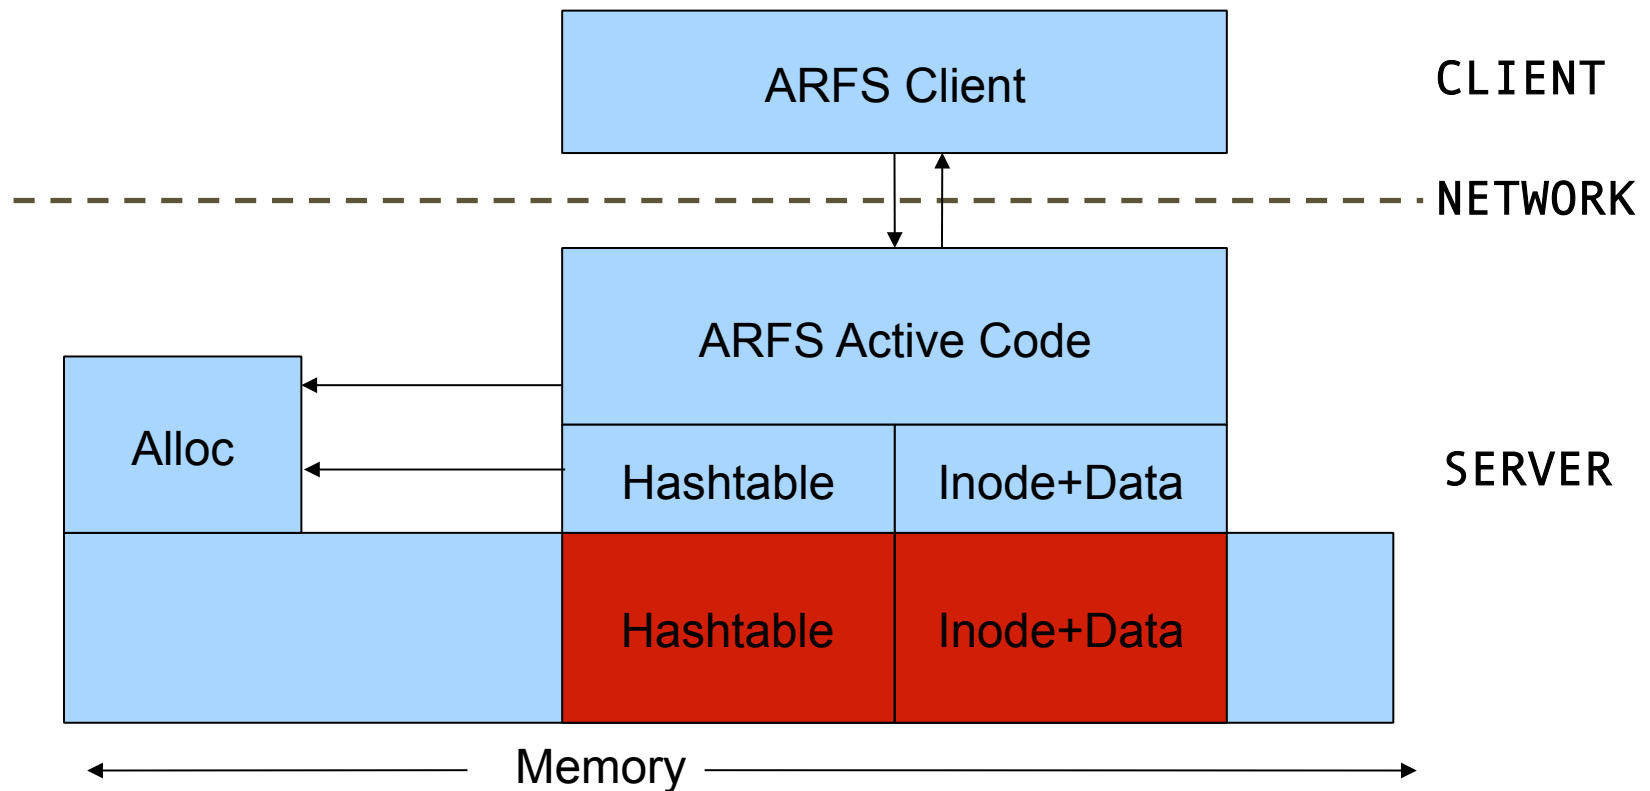 ARFS Client
CLIENT
NETWORK
ARFS Active Code
Alloc
Hashtable
Inode+Data
SERVER
Hashtable
Inode+Data
Memory